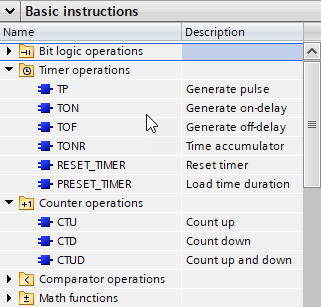 Basic instructions
Name Description
Bit logic operations
Timer operations
TP Generate pulse
TON Generate on-delay
TOF Generate off-delay
TONR Time accumulator
RESET_TIMER Reset timer
PRESET_TIMER Load time duration
+1 Counter operations
CTU Count up
CTD Count down
CTUD Count up and down
< Comparator operations
± Math functions